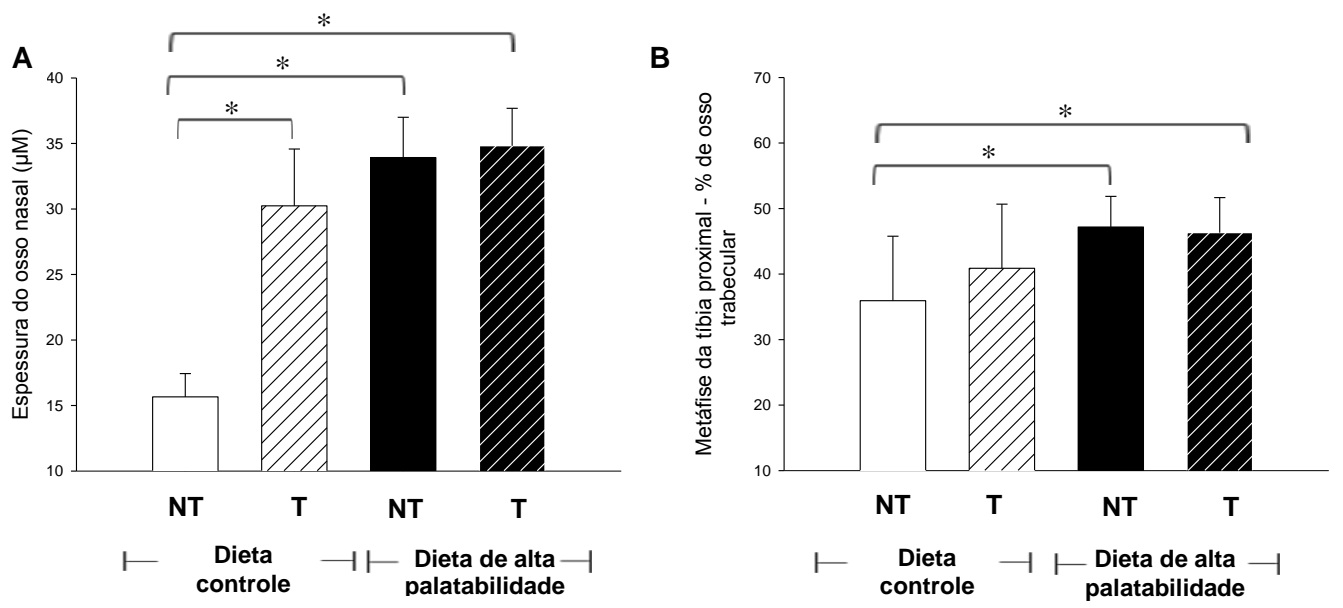 A
*
*
*
Espessura do osso nasal (µM)
40
35
30
25
20
15
10
NT
T
NT
T
Dieta
controle
Dieta de alta
palatabilidade
B
*
*
Metáfise da tíbia proximal - % de osso
trabecular
70
60
50
40
30
20
10
NT
T
NT
T
Dieta
controle
Dieta de alta
palatabilidade